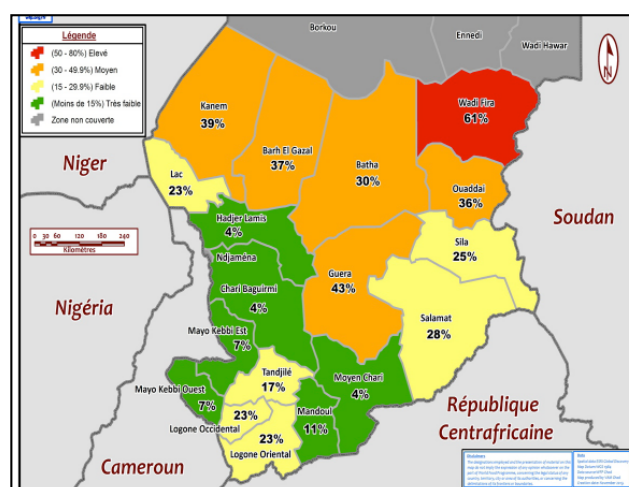 Légende
(50 - 80%) Elevé
(30 - 49.9%) Moyen
(15 - 29.9%) Faible
(Moins de 15%) Très faible
Zone non couverte
Borkou
Ennedi
Wadi Hawar
N
Kanem
39%
Barh El Gazal
37%
Batha
30%
Wadi Fira
61%
Ouaddai
36%
Niger
Lac
23%
Soudan
Hadjer Lamis
4%
0 30 60 120 180 240
Kilomètres
Sila
25%
Ndjaména
Guera
43%
Chari Baguirmi
4%
Nigéria
Salamat
28%
Mayo Kebbi Est
7%
Tandjilé
17%
Moyen Chari
4%
Mayo Kebbi Ouest
7%
23%
Logone Occidental
Mandoul
11%
23%
Logone Oriental
République
Centrafricaine
Cameroun